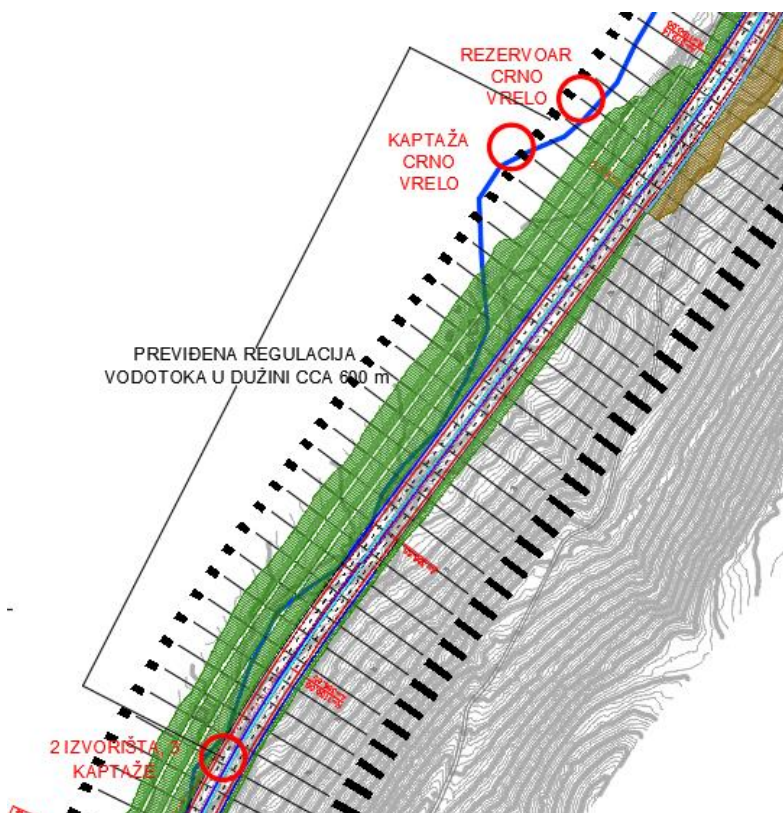 REZERVOAR
CRNO
VRELO
KAPTAŽA
CRNO
VRELO
PREVIĐENA REGULACIJA
VODOTOKA U DUŽINI CCA 600 m
2 IZVORIŠTA, 3
KAPTAŽE